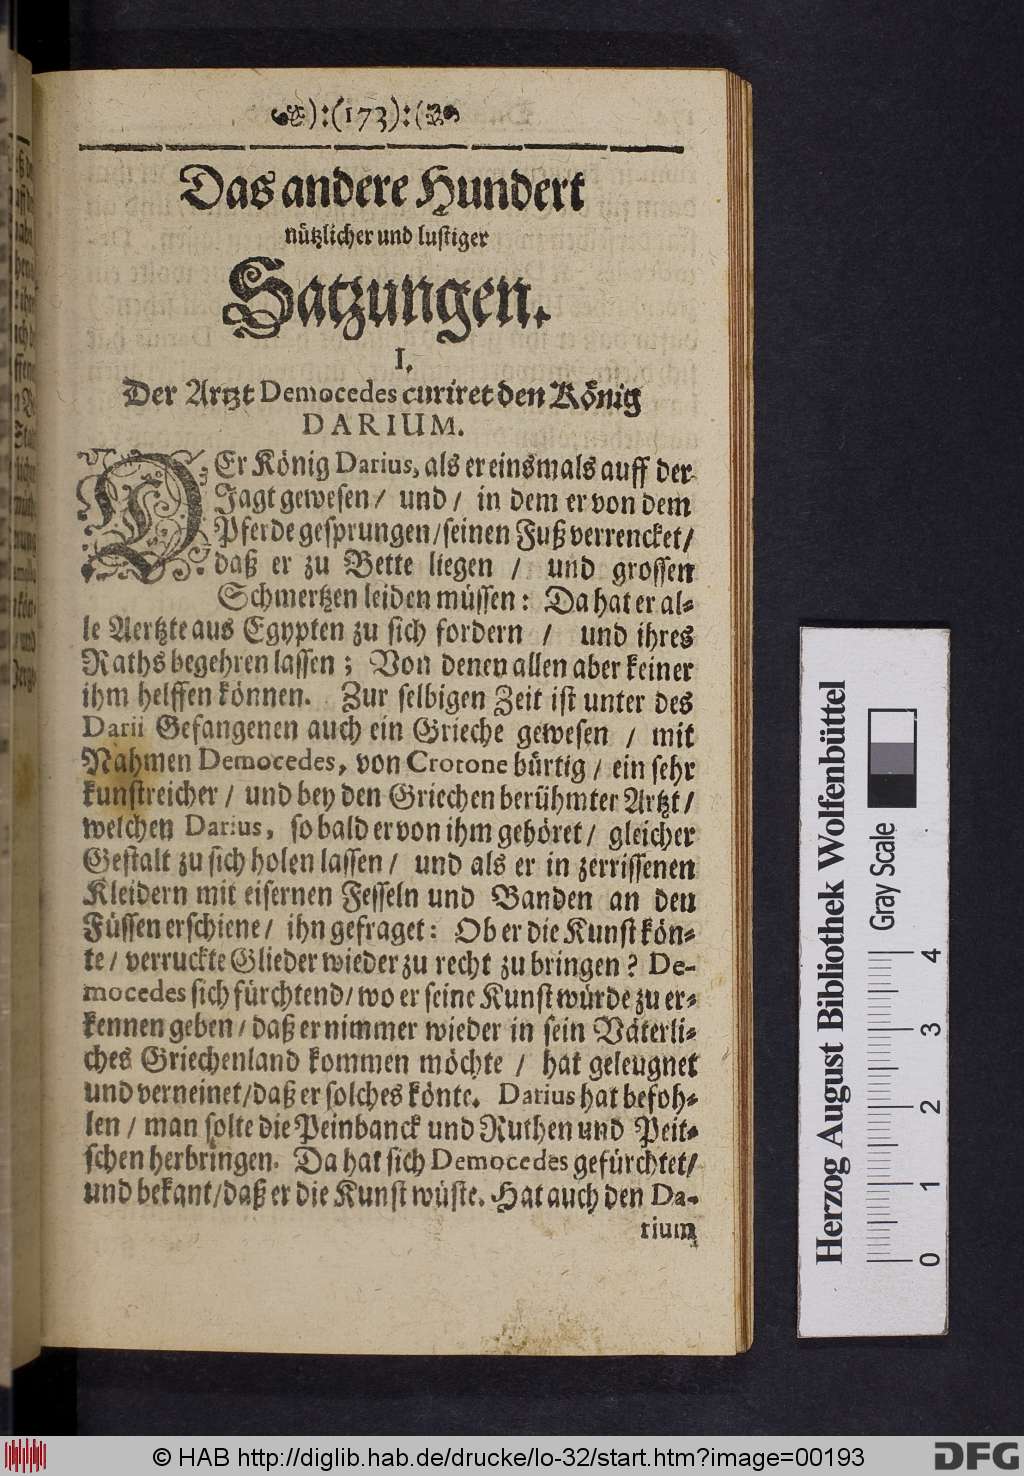 ):(173):(
Das andere Hundert
nützlicher und lustiger
Satzungen.
I.
Der Artzt Democedes curiret den König
DARIUM.
DEr König Darius, als er einsmals auff der
Jagt gewesen / und / in dem er von dem
Pferde gesprungen / seinen Fuß verrencket /
daß er zu Bette liegen / und grossen
Schmertzen leiden müssen: Da hat er al-
le Aertzte aus Egypten zu sich fordern / und ihres
Raths begehren lassen; Von denen allen aber keiner
ihm helffen können. Zur selbigen Zeit ist unter des
Darii Gefangenen auch ein Grieche gewesen / mit
Nahmen Democedes, von Crotone bürtig / ein sehr
kunstreicher / und bey den Griechen berühmter Artzt /
welchen Darius, so bald er von ihm gehöret / gleicher
Gestalt zu sich holen lassen / und als er in zerrissenen
Kleidern mit eisernen Fesseln und Banden an den
Füssen erschiene / ihn gefraget: Ob er die Kunst kön-
te / verruckte Glieder wieder zu recht zu bringen? De-
mocedes sich fürchtend / wo er seine Kunst würde zu er-
kennen geben / daß er nimmer wieder in sein Väterli-
ches Griechenland kommen möchte / hat geleugnet
und verneinet / daß er solches könte. Darius hat befoh-
len / man solte die Peinbanck und Ruthen und Peit-
schen herbringen. Da hat sich Democedes gefürchtet /
und bekant / daß er die Kunst wüste. Hat auch den Da-
rium
Herzog August Bibliothek Wolfenbüttel
Gray Scale
0 1 2 3 4
© HAB http://diglib.hab.de/drucke/lo-32/start.htm?image=00193
DFG